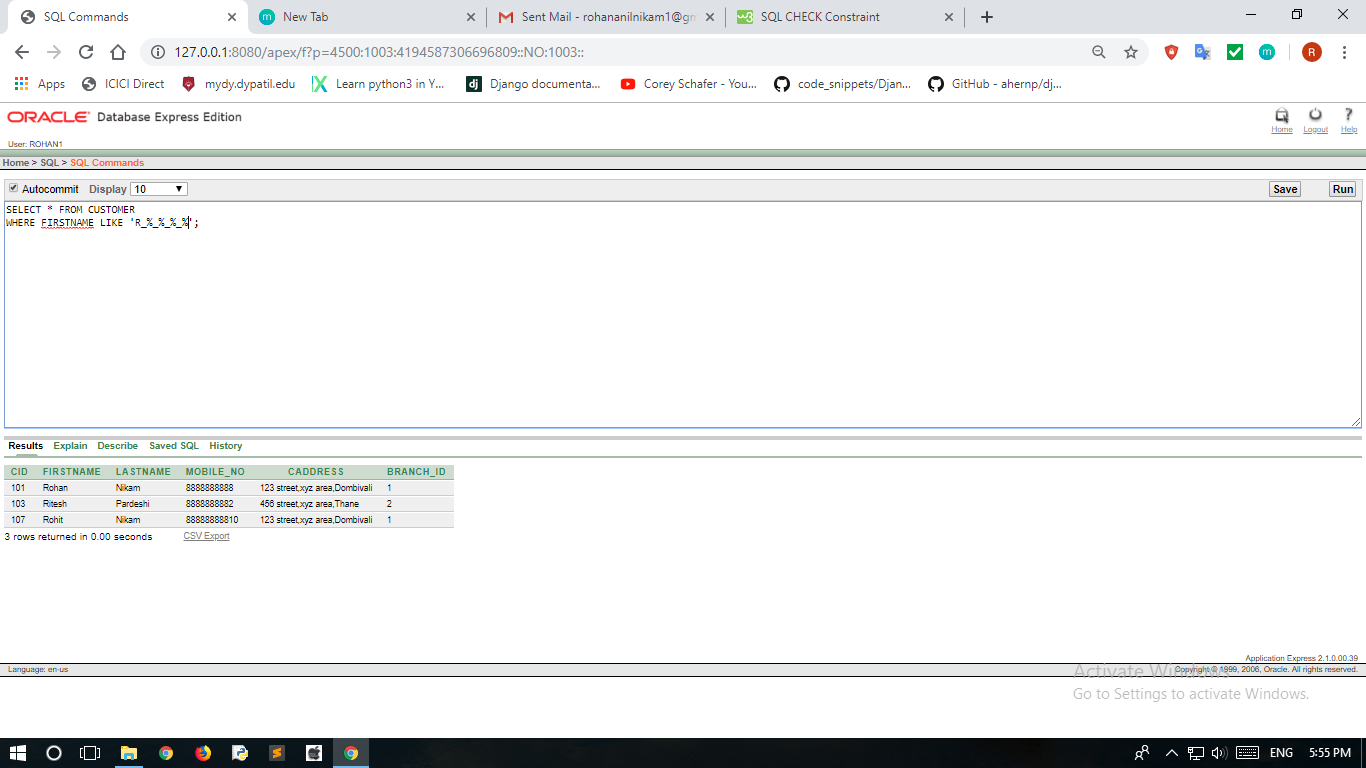 SQL Commands
New Tab
Sent Mail - rohananilnikam1@gm
SQL CHECK Constraint
127.0.0.1:8080/apex/f?p=4500:1003:4194587306696809::NO:1003::
R
Apps
ICICI Direct
mydy.dypatil.edu
Learn python3 in Y...
dj
Django documenta...
Corey Schafer - You...
code_snippets/Djan...
GitHub - ahernp/dj...
ORACLE Database Express Edition
Home
Logout
Help
User: ROHAN1
Home > SQL > SQL Commands
Autocommit Display 10
Save
Run
SELECT * FROM CUSTOMER
WHERE FIRSTNAME LIKE 'R_%_%_%_%';
Results Explain Describe Saved SQL History
CID FIRSTNAME LASTNAME MOBILE_NO CADDRESS BRANCH_ID
101 Rohan Nikam 8888888888 123 street,xyz area,Dombivali 1
103 Ritesh Pardeshi 8888888882 456 street,xyz area,Thane 2
107 Rohit Nikam 88888888810 123 street,xyz area,Dombivali 1
3 rows returned in 0.00 seconds CSV Export
Application Express 2.1.0.00.39
Language: en-us
Copyright © 1999, 2006, Oracle. All rights reserved.
Activate Windows
Go to Settings to activate Windows.
ENG 5:55 PM